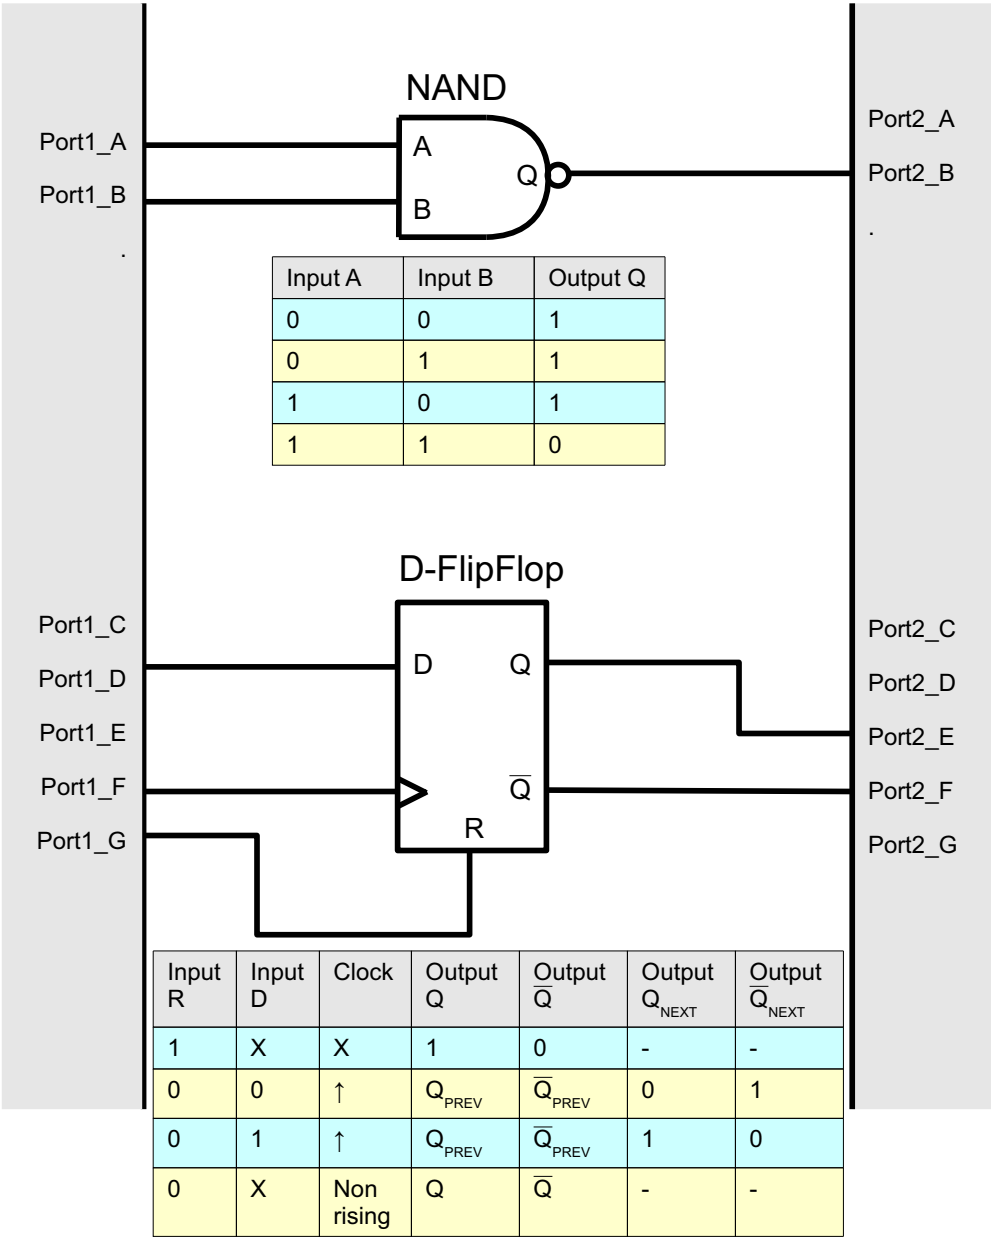 NAND
Port1_A
Port1_B
.
A
B
Q
Port2_A
Port2_B
.
Input A Input B Output Q
0 0 1
0 1 1
1 0 1
1 1 0
D-FlipFlop
Port1_C
Port1_D
Port1_E
Port1_F
Port1_G
D Q
Q̅
R
Port2_C
Port2_D
Port2_E
Port2_F
Port2_G
Input R Input D Clock Output Q Output Q̅ Output Q_NEXT Output Q̅_NEXT
1 X X 1 0 - -
0 0 ↑ Q_PREV Q̅_PREV 0 1
0 1 ↑ Q_PREV Q̅_PREV 1 0
0 X Non rising Q Q̅ - -